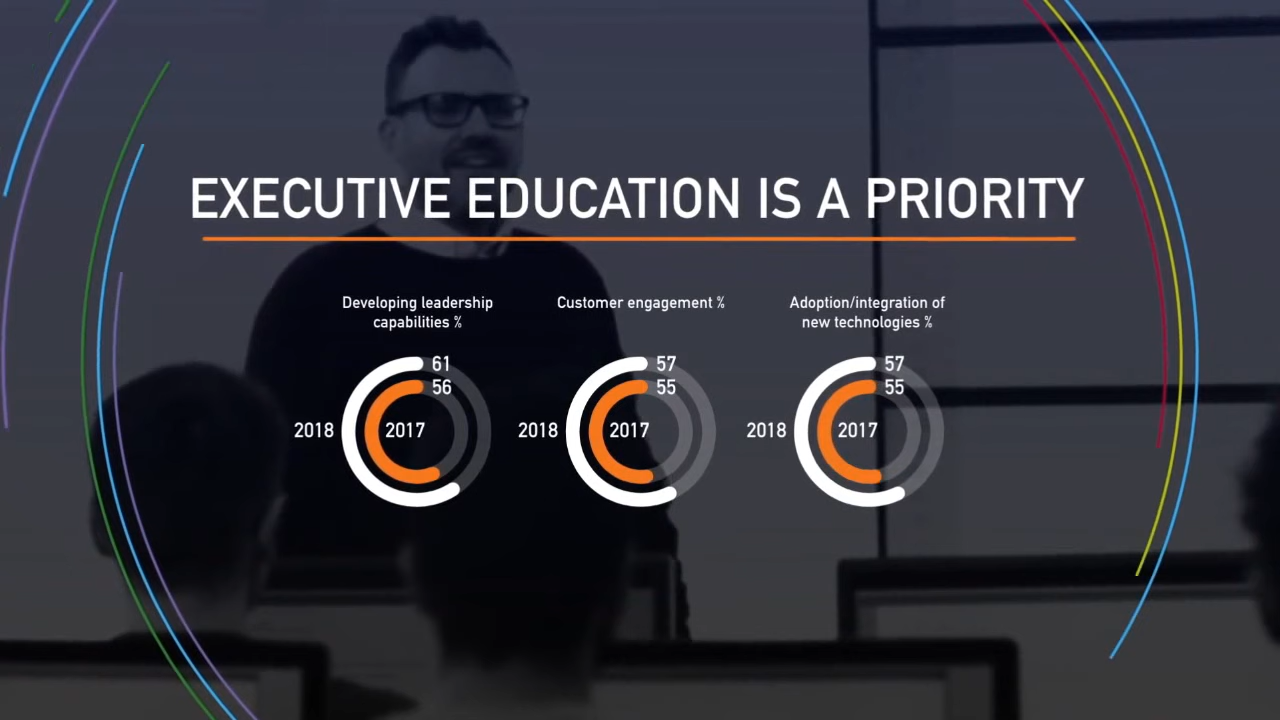 EXECUTIVE EDUCATION IS A PRIORITY
Developing leadership
capabilities %
61
56
2018
2017
Customer engagement %
57
55
2018
2017
Adoption/integration of
new technologies %
57
55
2018
2017